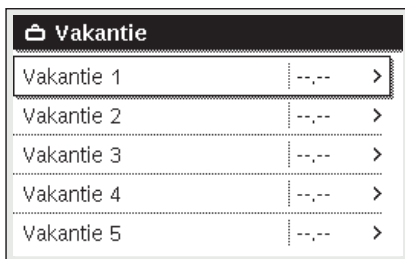 Vakantie
Vakantie 1 --.-- >
Vakantie 2 --.-- >
Vakantie 3 --.-- >
Vakantie 4 --.-- >
Vakantie 5 --.-- >